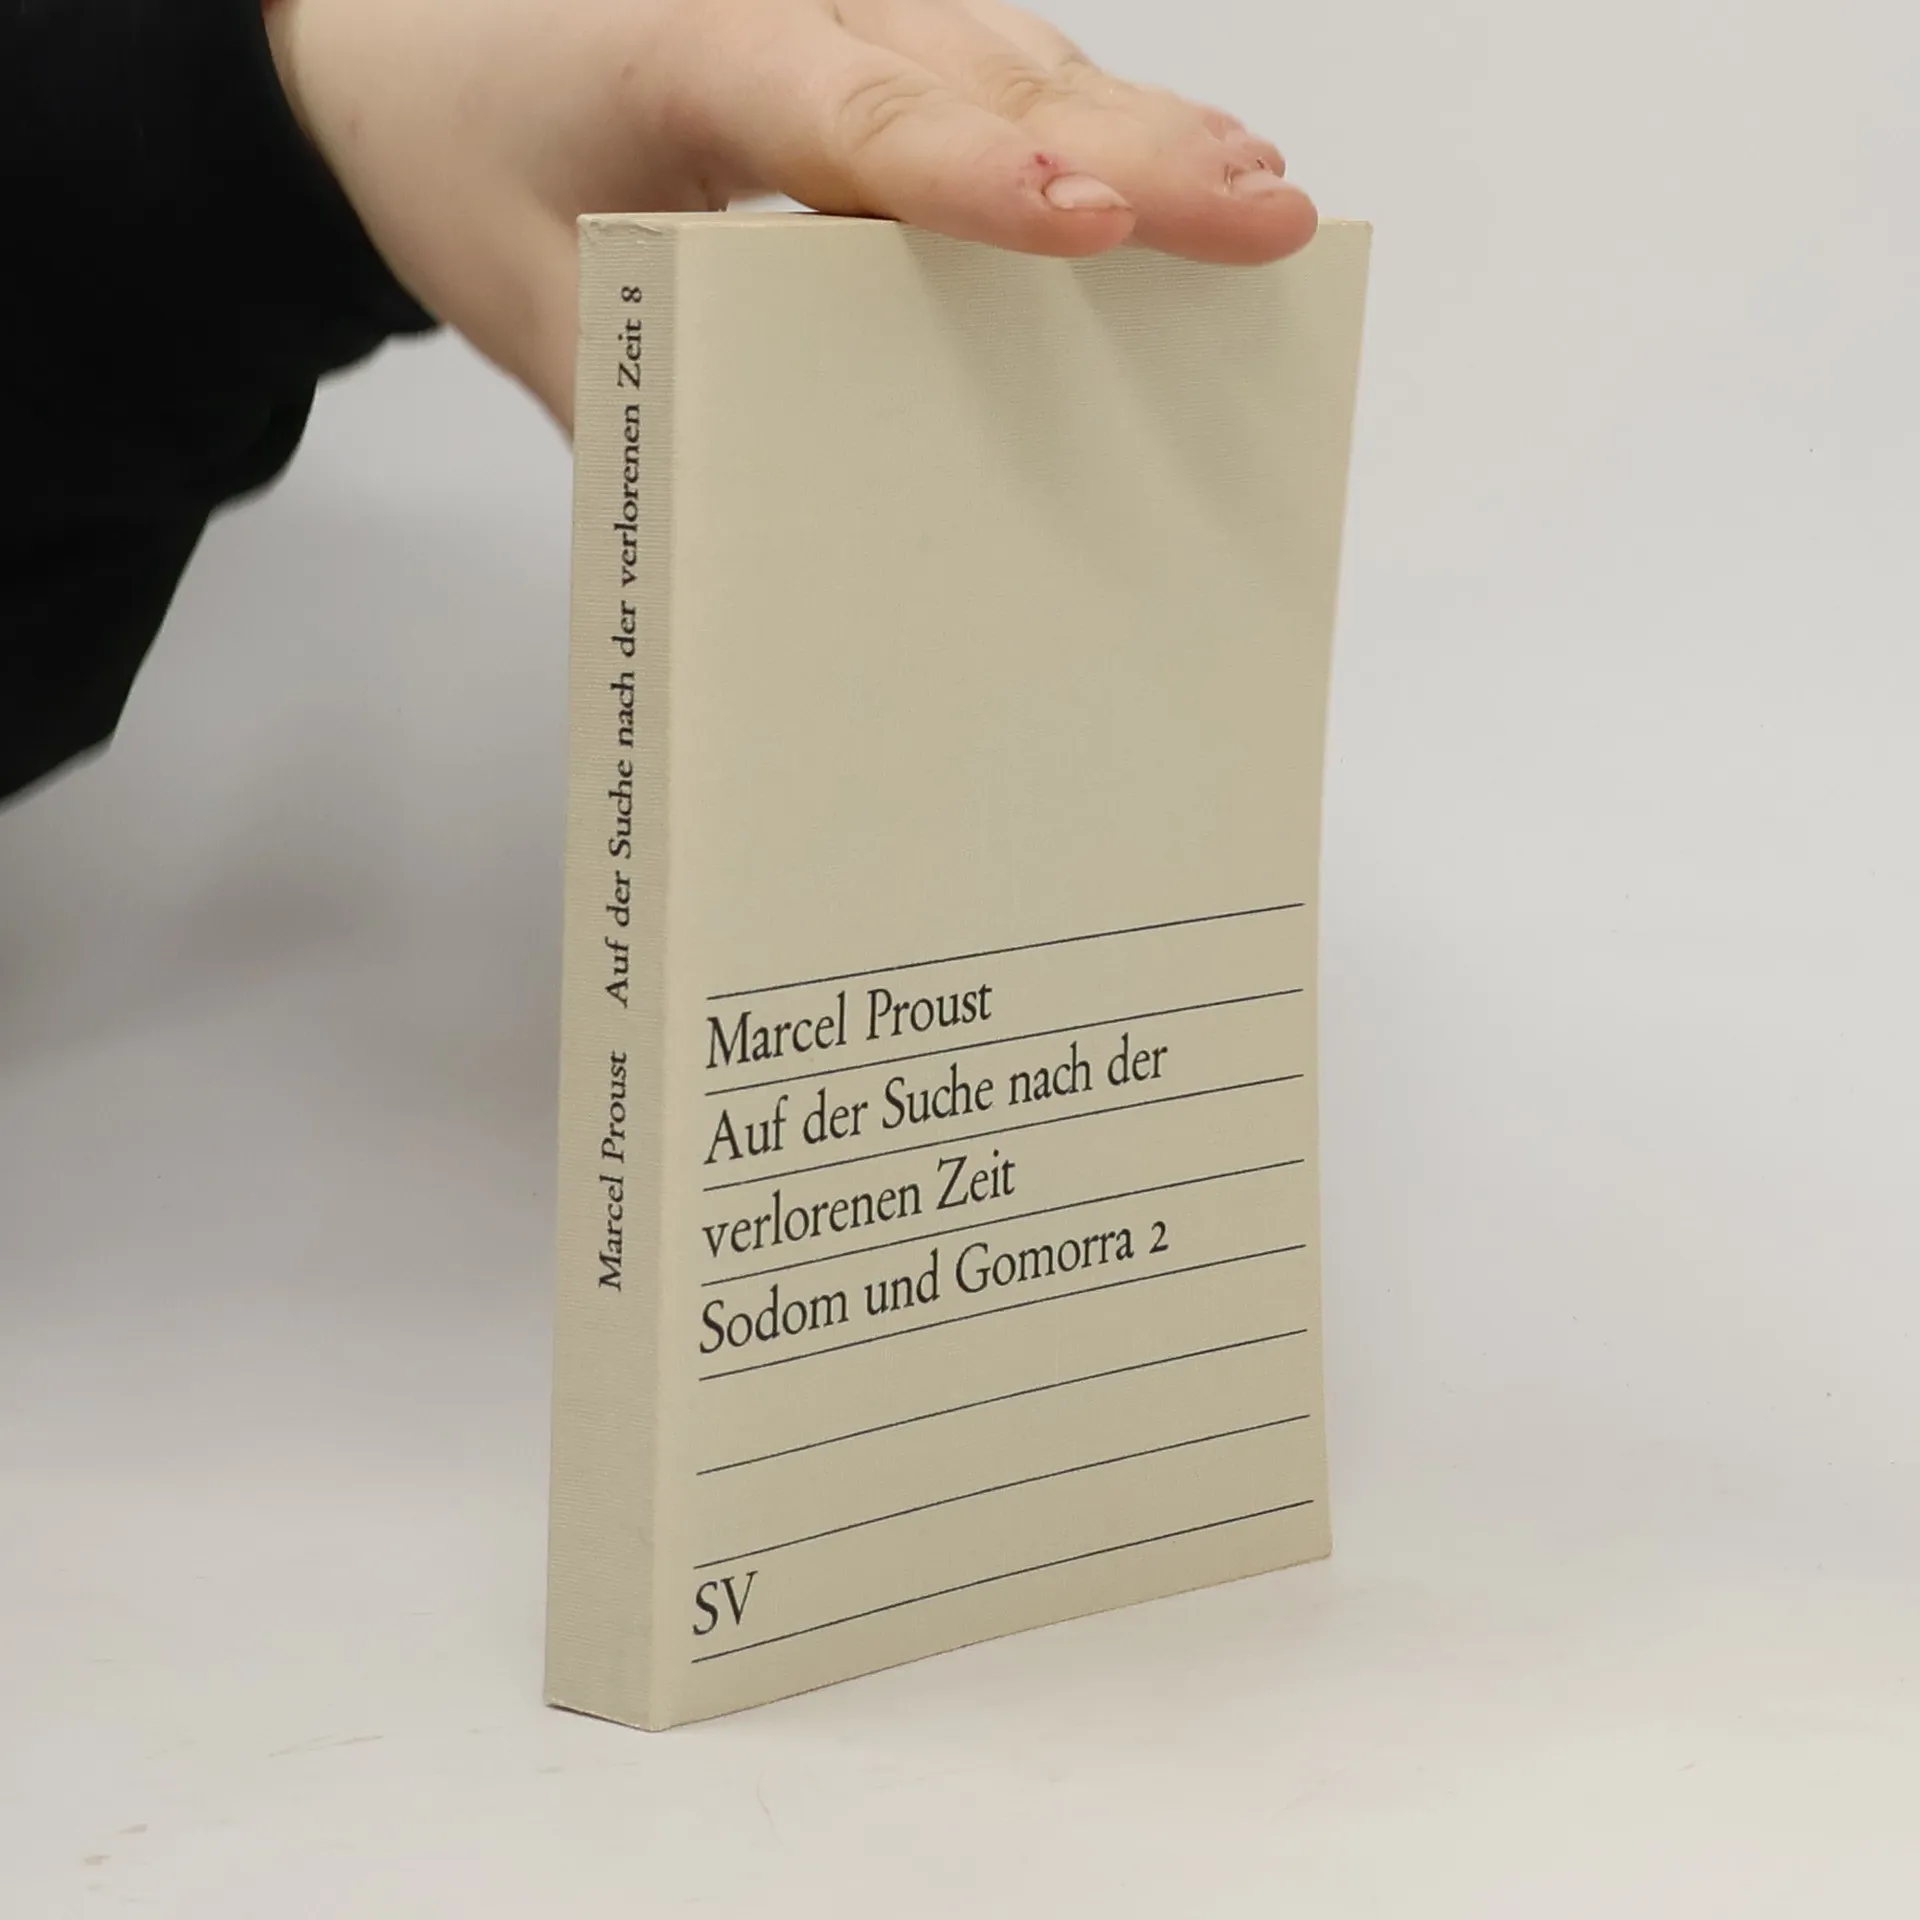 Marcel Proust Auf der Suche nach der verlorenen Zeit 8
Marcel Proust
Auf der Suche nach der
verlorenen Zeit
Sodom und Gomorra 2
SV